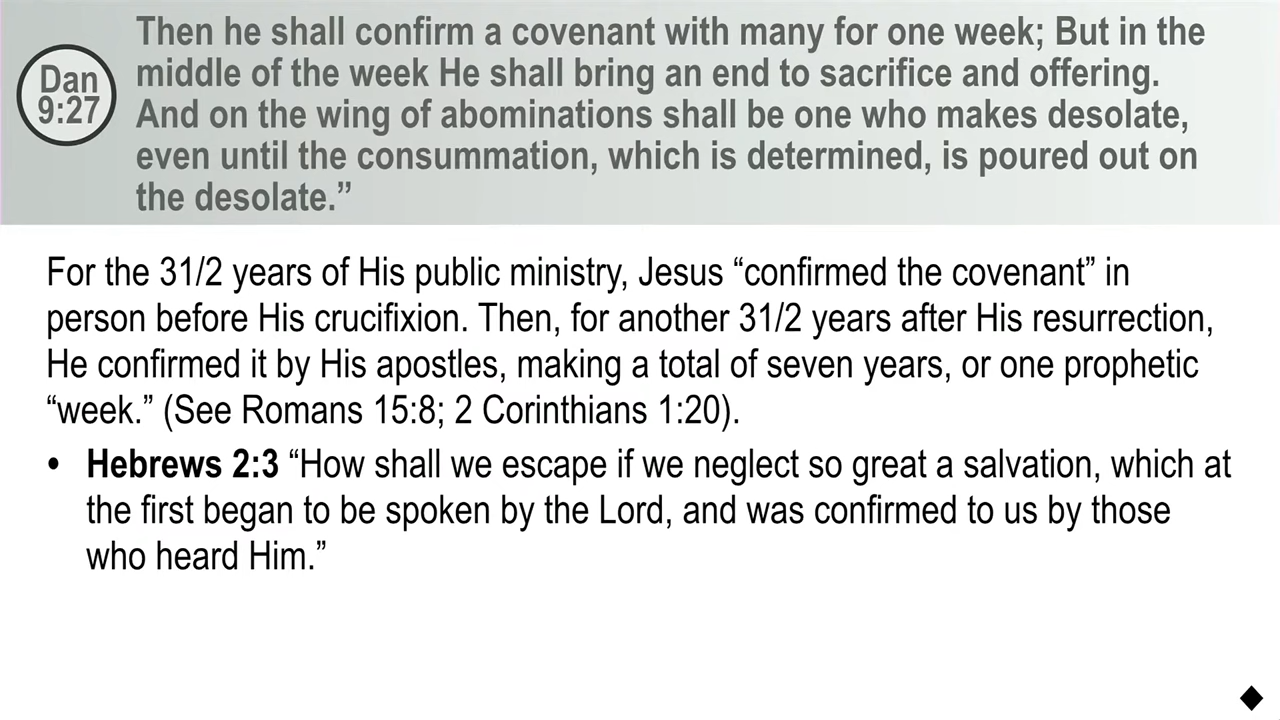 Dan
9:27
Then he shall confirm a covenant with many for one week; But in the
middle of the week He shall bring an end to sacrifice and offering.
And on the wing of abominations shall be one who makes desolate,
even until the consummation, which is determined, is poured out on
the desolate.”
For the 31/2 years of His public ministry, Jesus “confirmed the covenant” in
person before His crucifixion. Then, for another 31/2 years after His resurrection,
He confirmed it by His apostles, making a total of seven years, or one prophetic
“week.” (See Romans 15:8; 2 Corinthians 1:20).
• Hebrews 2:3 “How shall we escape if we neglect so great a salvation, which at
the first began to be spoken by the Lord, and was confirmed to us by those
who heard Him.”